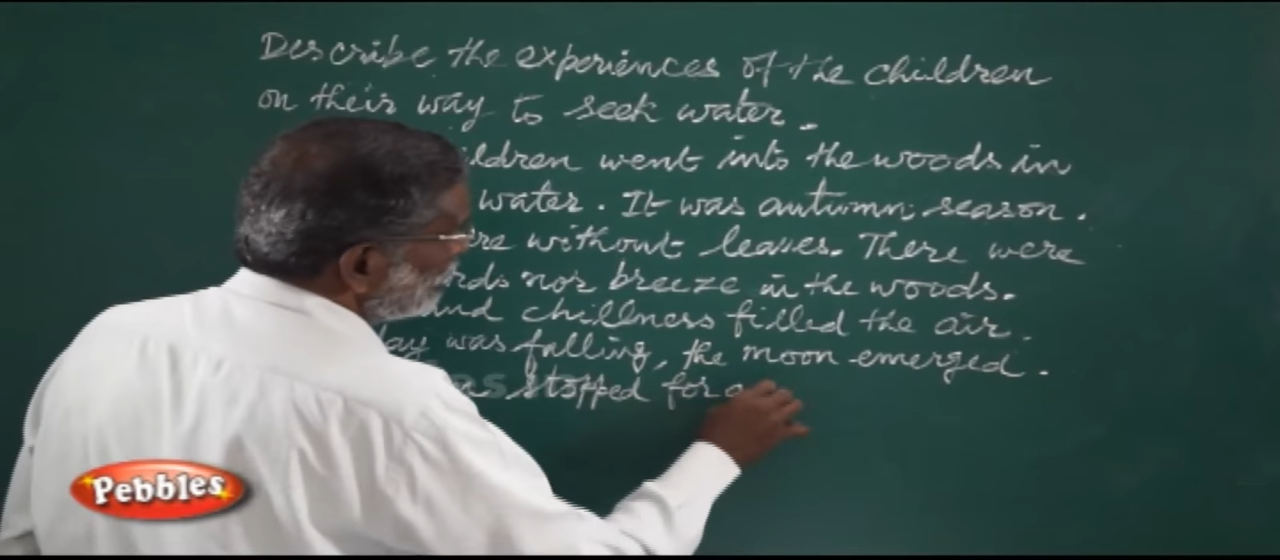 Describe the experiences of the children
on their way to seek water.
ildren went into the woods in
water. It was autumn season.
re without leaves. There were
rds nor breeze in the woods.
and chillness filled the air.
day was falling, the moon emerged.
stopped for a
Pebbles